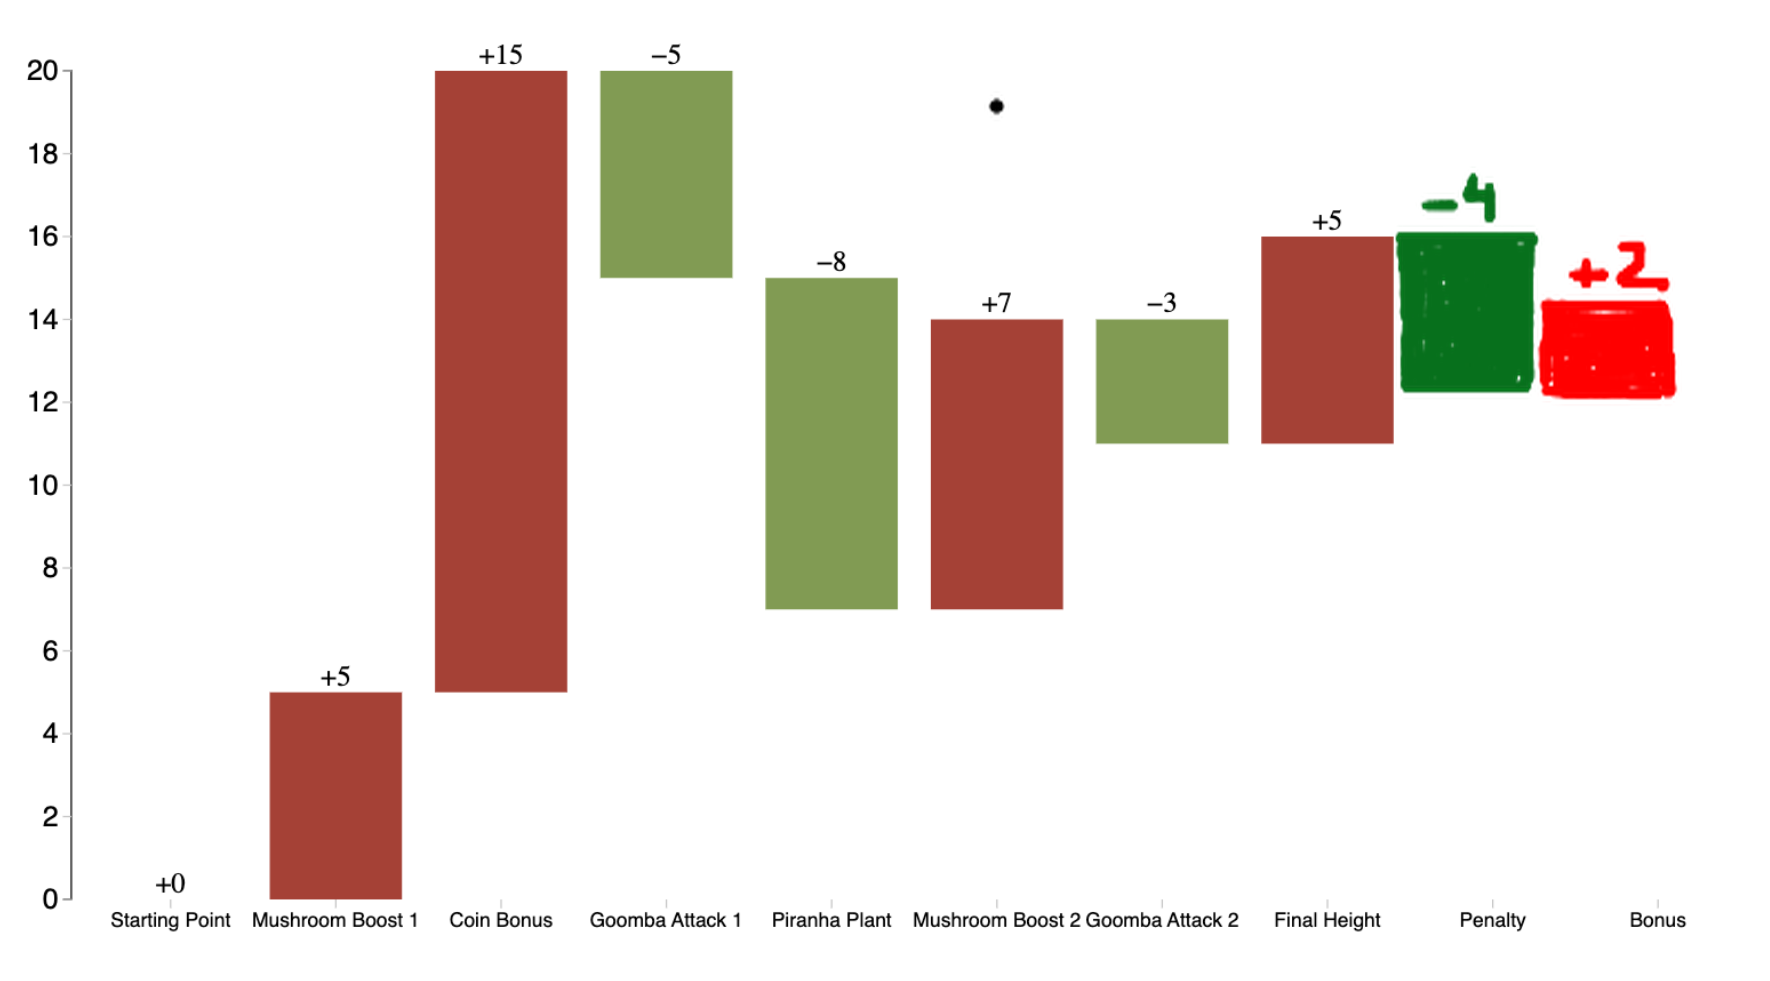 +15
−5
20
18
−4
16
+5
+2
−8
14
+7
−3
12
10
8
6
+5
4
2
+0
0
Starting Point
Mushroom Boost 1
Coin Bonus
Goomba Attack 1
Piranha Plant
Mushroom Boost 2
Goomba Attack 2
Final Height
Penalty
Bonus